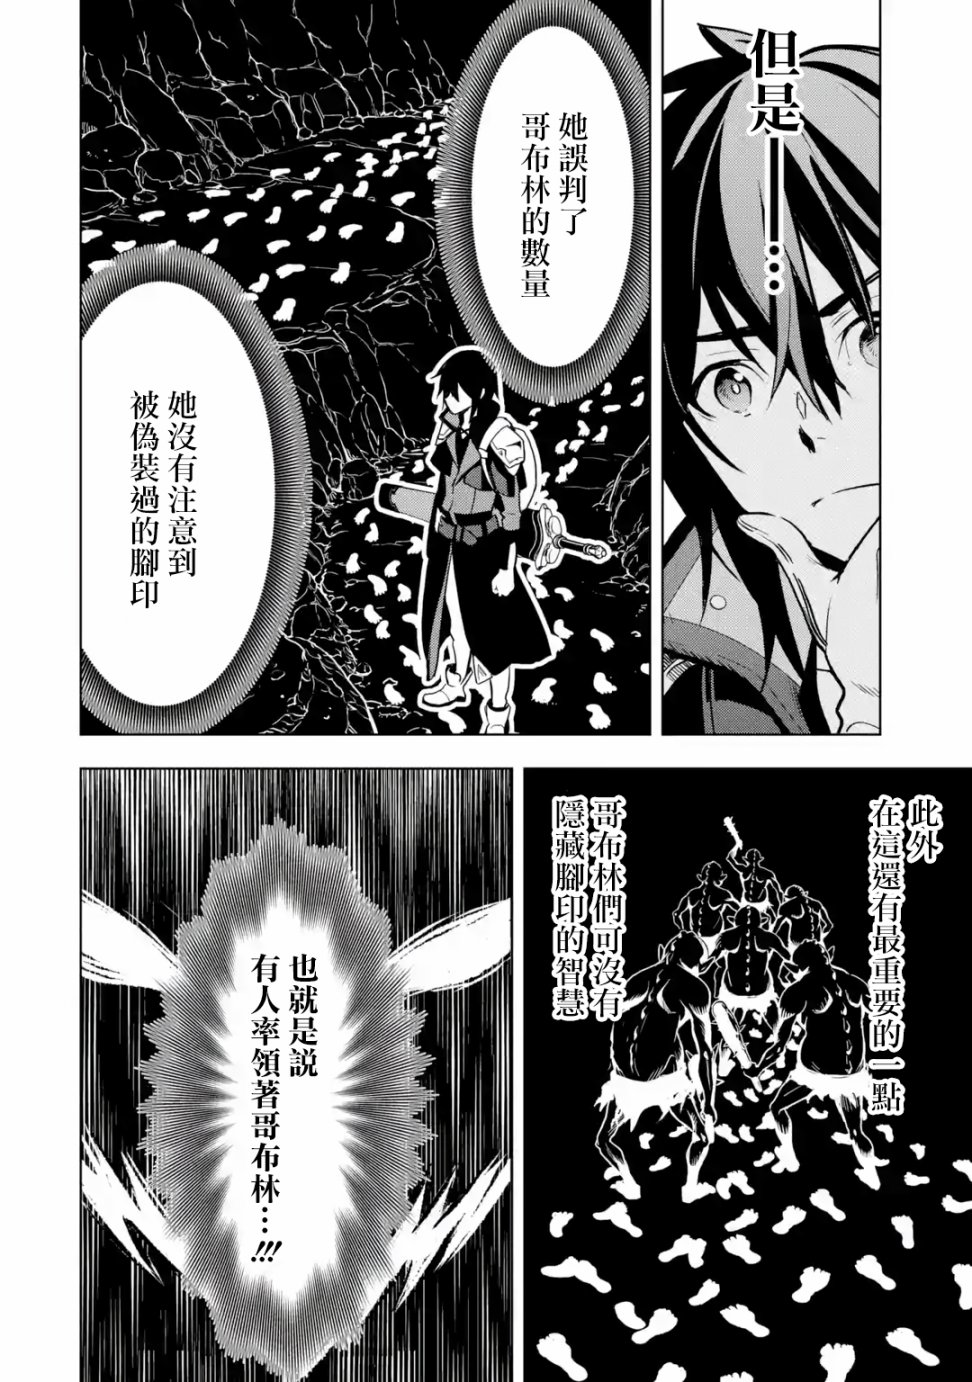 但是——…
她誤判了
哥布林的數量
她沒有注意到
被偽裝過的腳印
此外
在這還有最重要的一點
哥布林們可沒有
隱藏腳印的智慧
也就是説
有人率領著哥布林…!!!